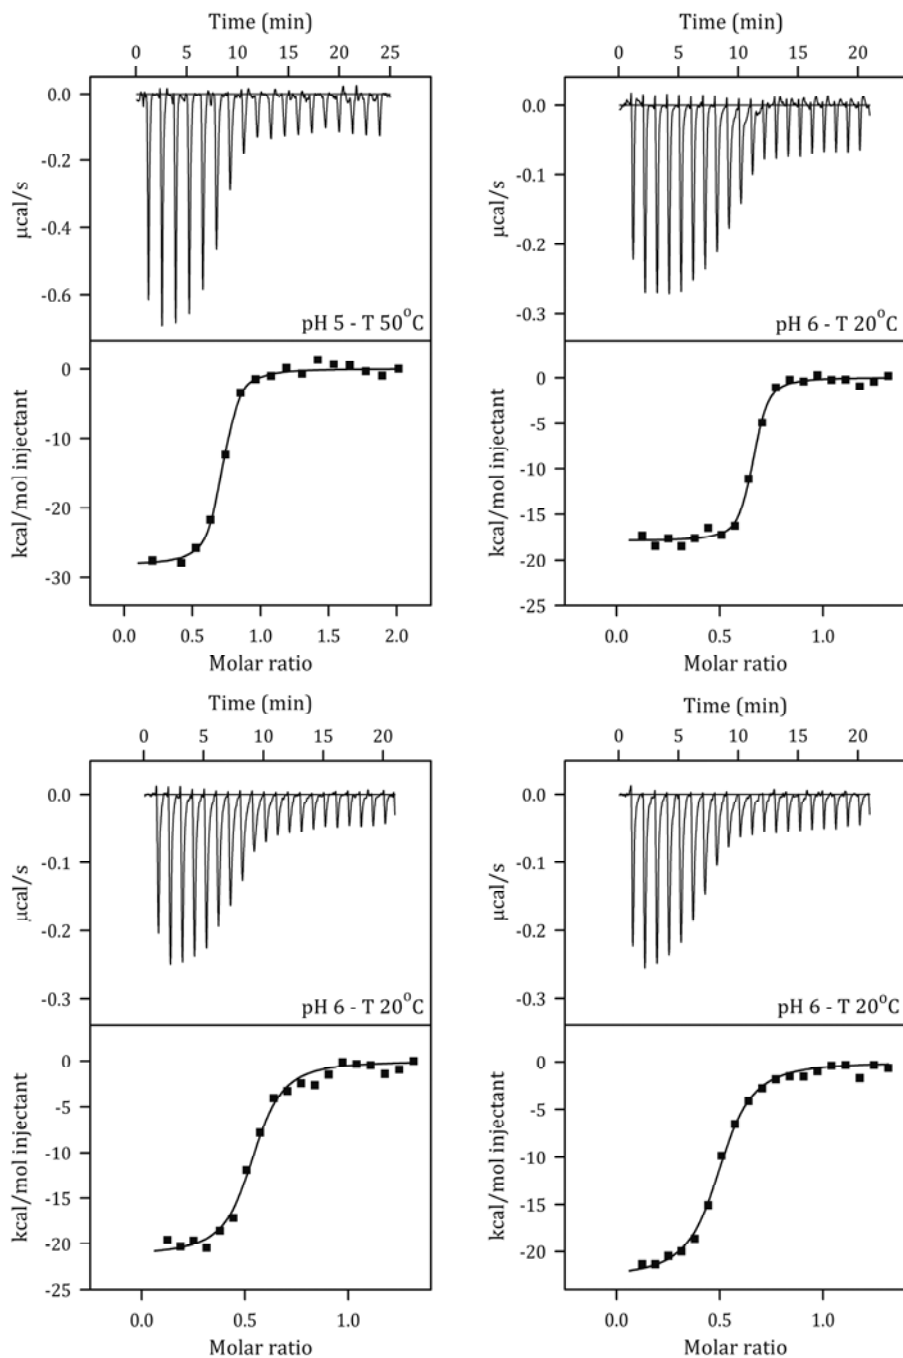 Time (min)
0 5 10 15 20 25
0.0
-0.2
-0.4
-0.6
μcal/s
pH 5 - T 50°C
0
-10
-20
-30
kcal/mol injectant
0.0 0.5 1.0 1.5 2.0
Molar ratio
Time (min)
0 5 10 15 20
0.0
-0.1
-0.2
-0.3
μcal/s
pH 6 - T 20°C
0
-5
-10
-15
-20
-25
kcal/mol injectant
0.0 0.5 1.0
Molar ratio
Time (min)
0 5 10 15 20
0.0
-0.1
-0.2
-0.3
μcal/s
pH 6 - T 20°C
0
-5
-10
-15
-20
-25
kcal/mol injectant
0.0 0.5 1.0
Molar ratio
Time (min)
0 5 10 15 20
0.0
-0.1
-0.2
-0.3
μcal/s
pH 6 - T 20°C
0
-5
-10
-15
-20
kcal/mol injectant
0.0 0.5 1.0
Molar ratio